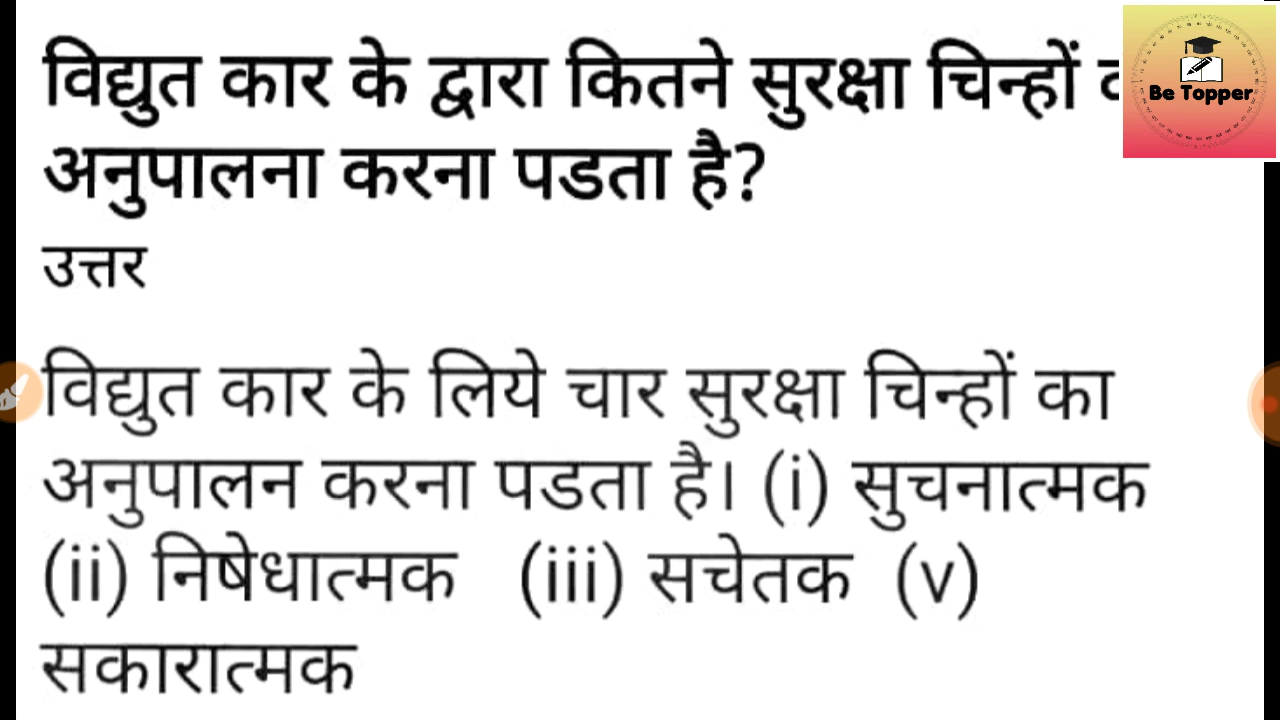 विद्युत कार के द्वारा कितने सुरक्षा चिन्हों
अनुपालना करना पडता है?
उत्तर
विद्युत कार के लिये चार सुरक्षा चिन्हों का
अनुपालन करना पडता है। (i) सुचनात्मक
(ii) निषेधात्मक (iii) सचेतक (v)
सकारात्मक
Be Topper